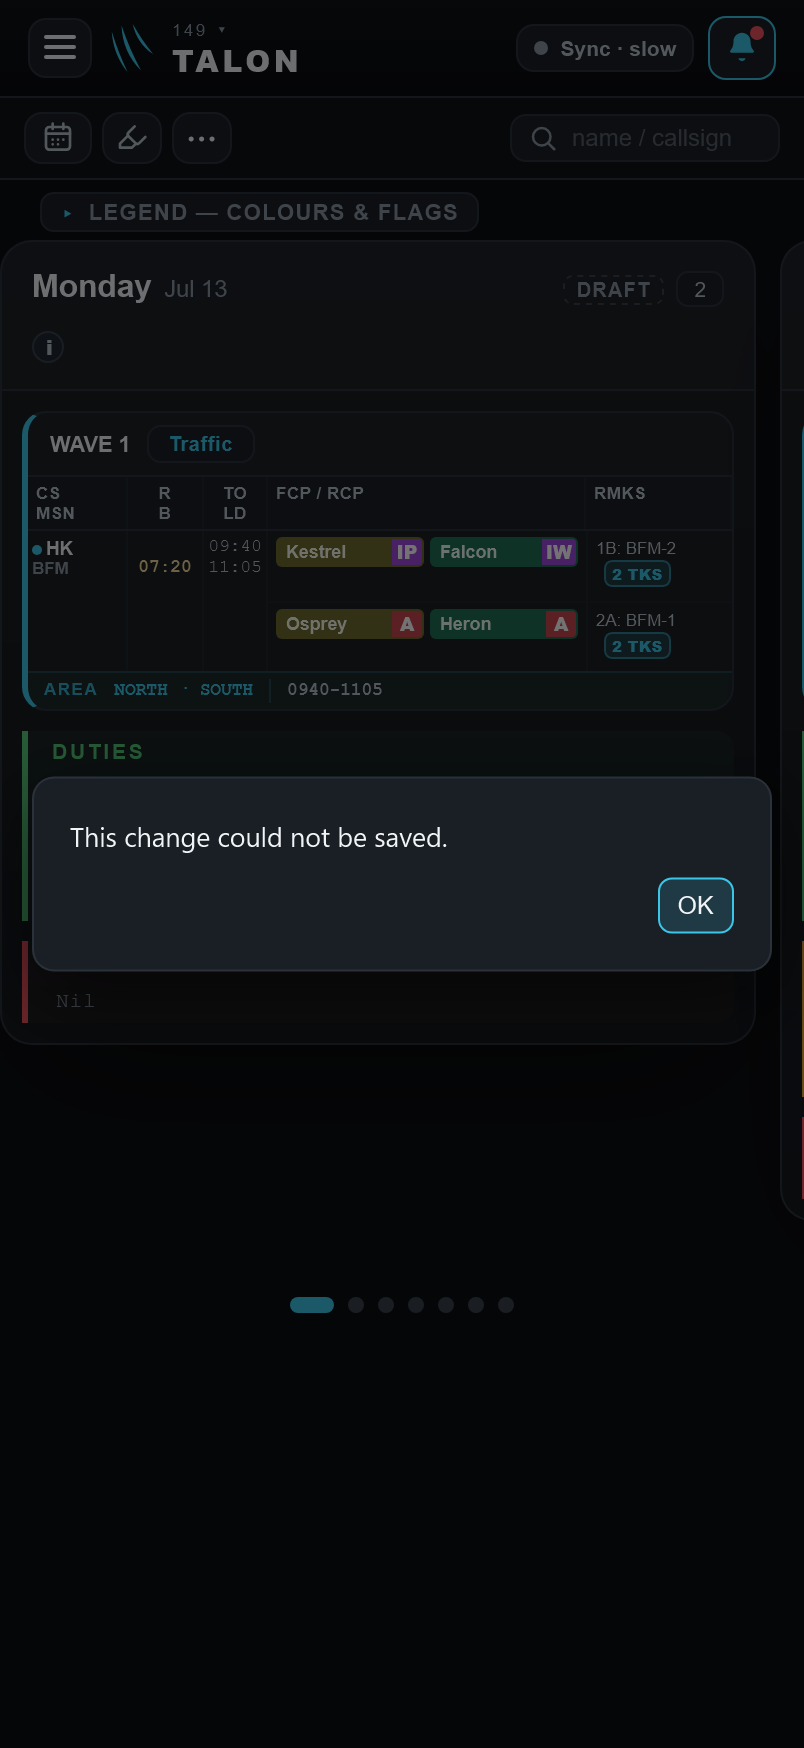 149 ▾
TALON
Sync · slow
name / callsign
▸ LEGEND — COLOURS & FLAGS
Monday Jul 13
DRAFT 2
i
WAVE 1 Traffic
CS R TO FCP / RCP RMKS
MSN B LD
HK 09:40 Kestrel IP Falcon IW 1B: BFM-2
BFM 07:20 11:05 2 TKS
Osprey A Heron A 2A: BFM-1
2 TKS
AREA NORTH · SOUTH 0940–1105
DUTIES
This change could not be saved.
OK
Nil